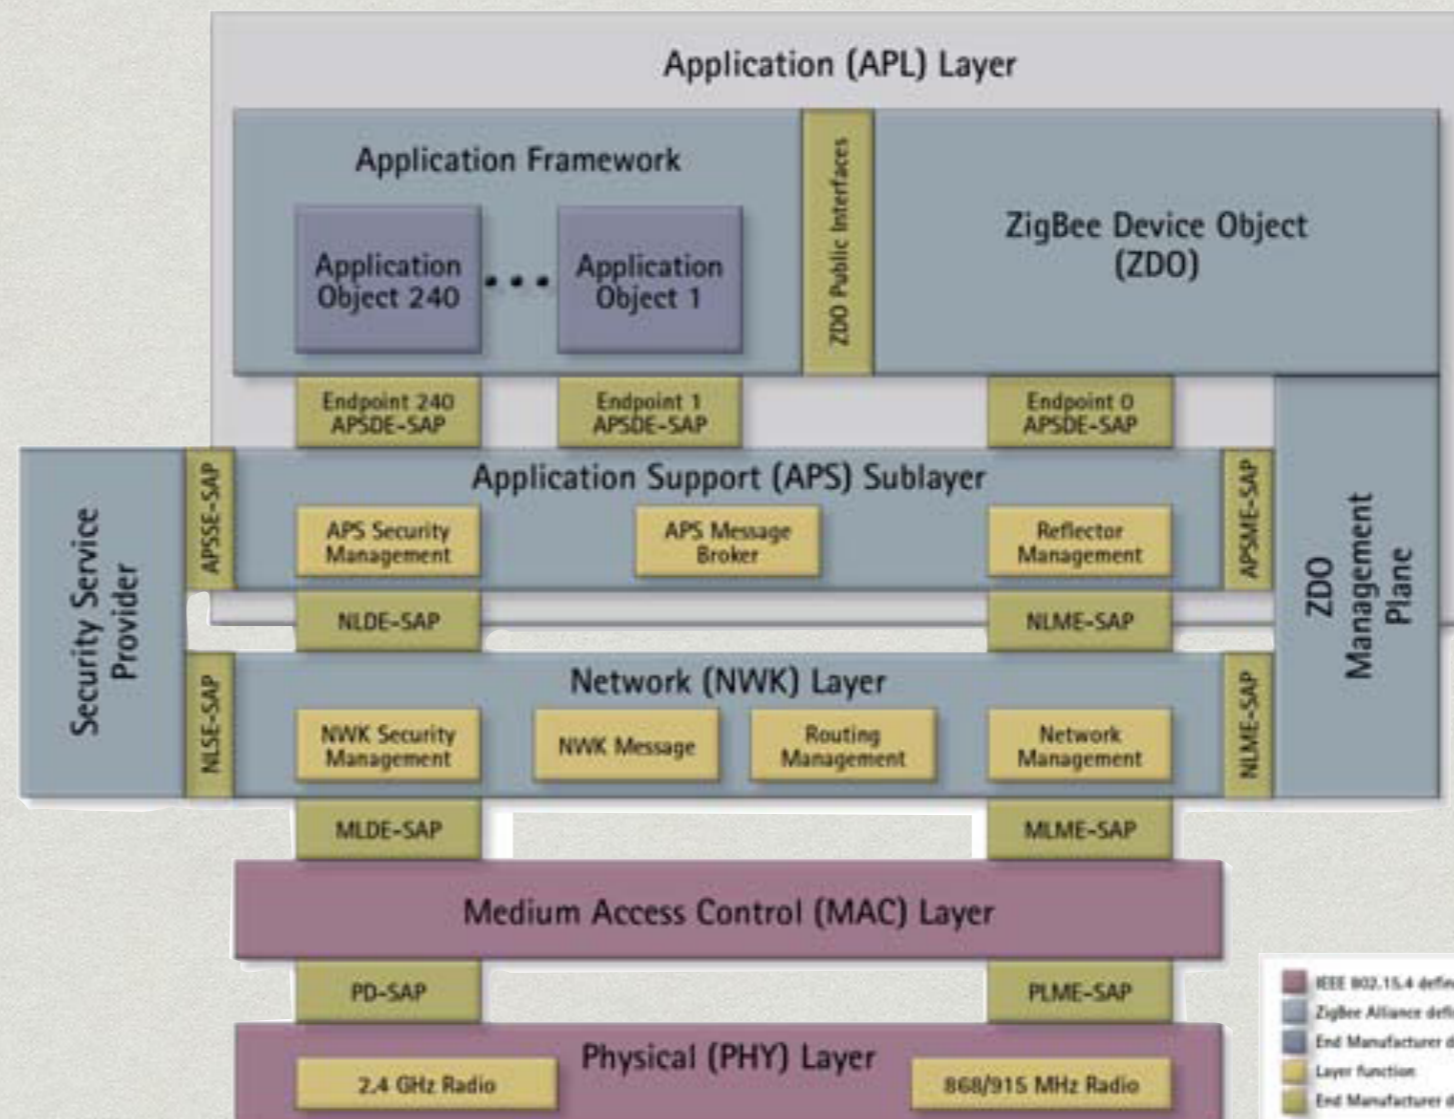 Application (APL) Layer
Application Framework
ZDO Public Interfaces
ZigBee Device Object
(ZDO)
Application
Object 240
Application
Object 1
Endpoint 240
APSDE-SAP
Endpoint 1
APSDE-SAP
Endpoint 0
APSDE-SAP
Security Service
Provider
APSSE-SAP
Application Support (APS) Sublayer
APS Security
Management
APS Message
Broker
Reflector
Management
APSME-SAP
ZDO
Management
Plane
NLDE-SAP
NLME-SAP
NLSE-SAP
Network (NWK) Layer
NWK Security
Management
NWK Message
Routing
Management
Network
Management
NLME-SAP
MLDE-SAP
MLME-SAP
Medium Access Control (MAC) Layer
PD-SAP
PLME-SAP
Physical (PHY) Layer
2.4 GHz Radio
868/915 MHz Radio
IEEE 802.15.4
ZigBee Alliance
End Manufacturer
Layer function
End Manufacturer